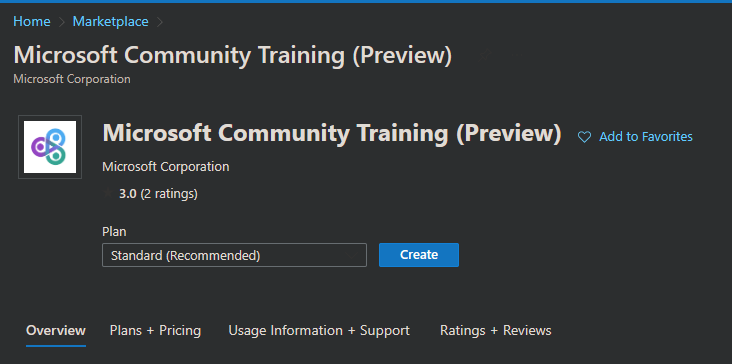 Home > Marketplace >
Microsoft Community Training (Preview)
Microsoft Corporation
Microsoft Community Training (Preview) Add to Favorites
Microsoft Corporation
3.0 (2 ratings)
Plan
Standard (Recommended) Create
Overview Plans + Pricing Usage Information + Support Ratings + Reviews